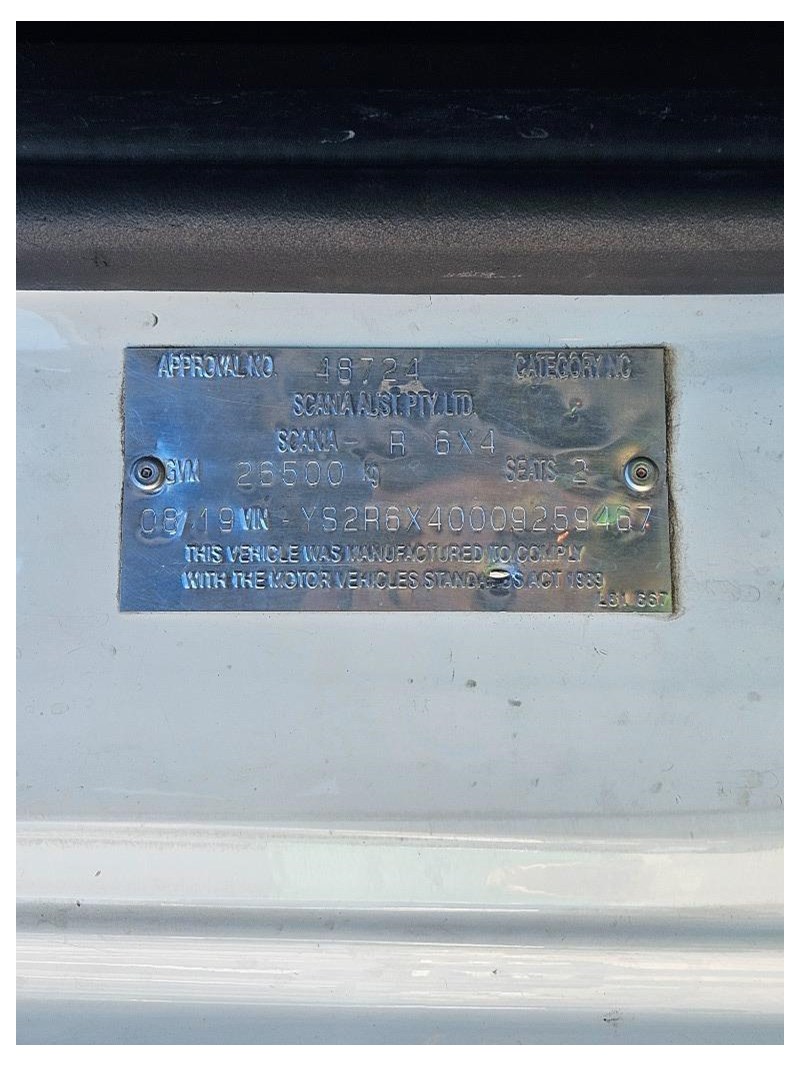 APPROVAL NO. 48724 CATEGORY NC
SCANIA AUST. PTY. LTD.
SCANIA - R 6X4
GVM 26500 kg SEATS 2
08/19 VIN - YS2R6X40009259467
THIS VEHICLE WAS MANUFACTURED TO COMPLY
WITH THE MOTOR VEHICLES STANDARDS ACT 1989